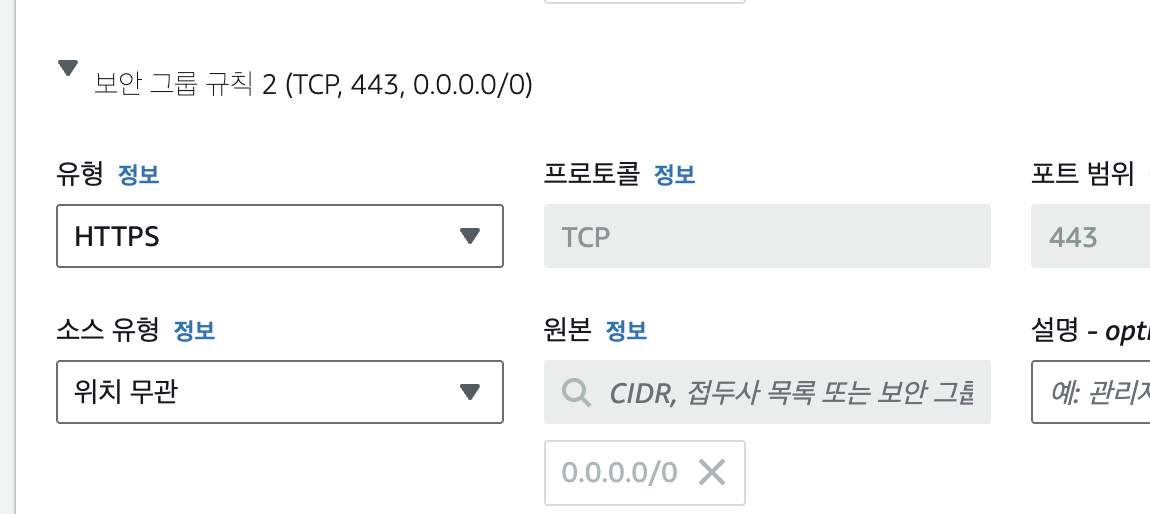 보안 그룹 규칙 2 (TCP, 443, 0.0.0.0/0)
유형 정보 프로토콜 정보 포트 범위
HTTPS TCP 443
소스 유형 정보 원본 정보 설명 - opti
위치 무관 CIDR, 접두사 목록 또는 보안 그룹 예: 관리자
0.0.0.0/0